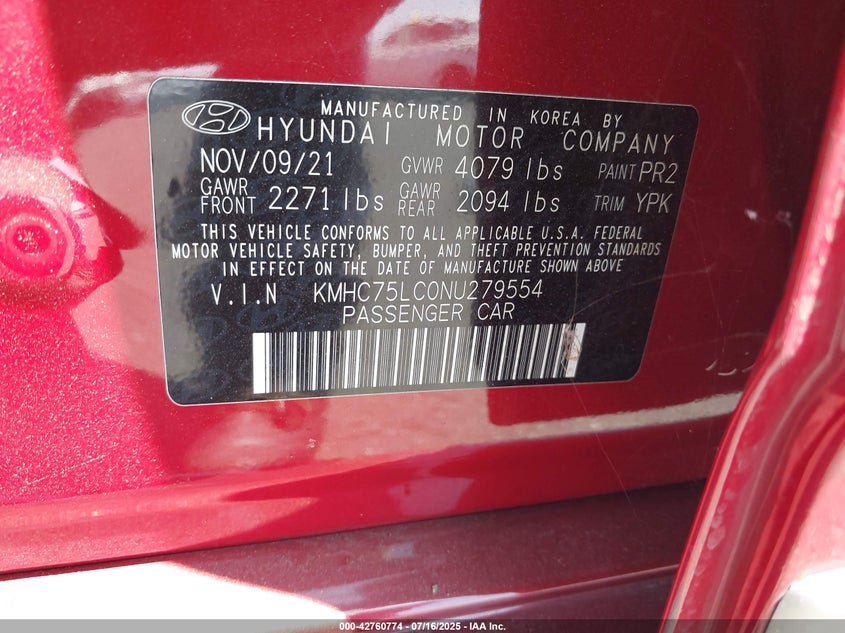 MANUFACTURED IN KOREA BY
HYUNDAI MOTOR COMPANY
NOV/09/21 GVWR 4079 lbs PAINT PR2
GAWR FRONT 2271 lbs GAWR REAR 2094 lbs TRIM YPK
THIS VEHICLE CONFORMS TO ALL APPLICABLE U.S.A. FEDERAL
MOTOR VEHICLE SAFETY, BUMPER, AND THEFT PREVENTION STANDARDS
IN EFFECT ON THE DATE OF MANUFACTURE SHOWN ABOVE
V.I.N KMHC75LC0NU279554
PASSENGER CAR
000-42760774 - 07/16/2025 - IAA Inc.